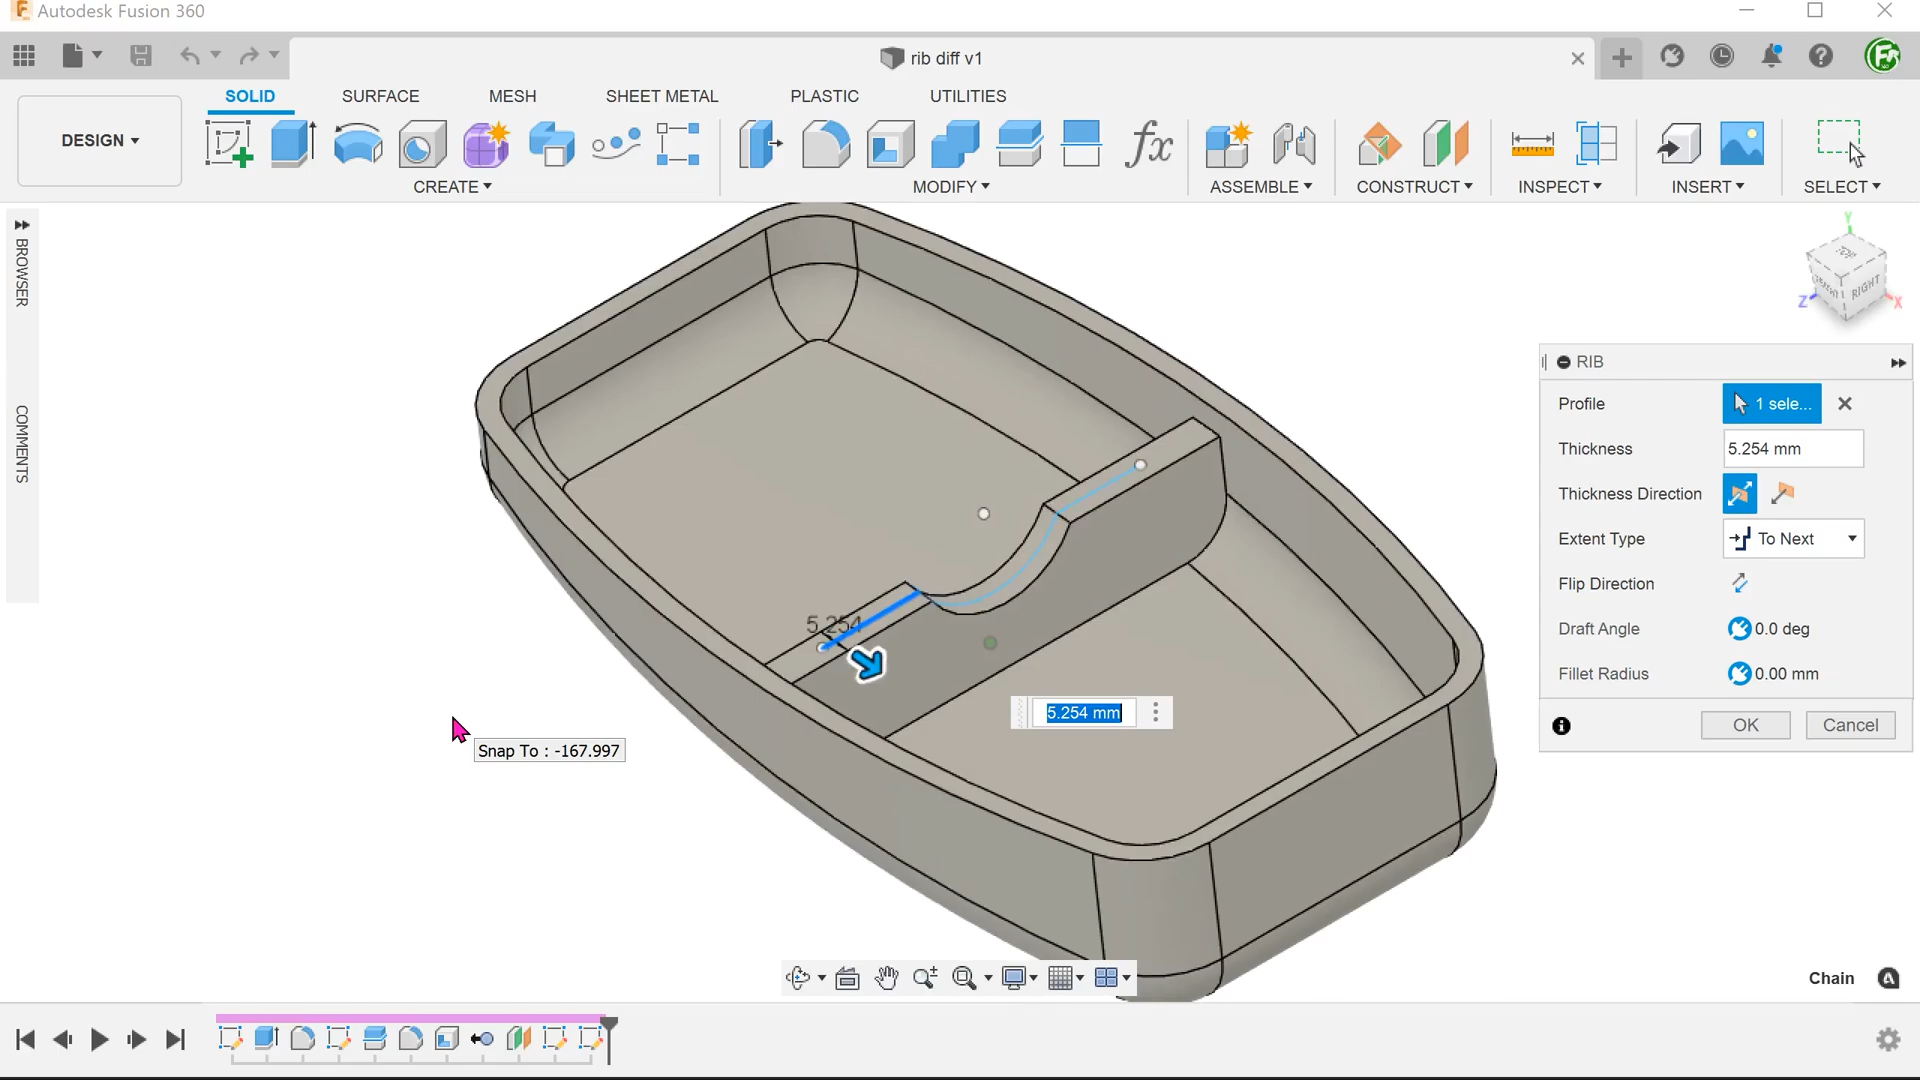 Autodesk Fusion 360
rib diff v1
DESIGN
SOLID
SURFACE
MESH
SHEET METAL
PLASTIC
UTILITIES
fx
CREATE
MODIFY
ASSEMBLE
CONSTRUCT
INSPECT
INSERT
SELECT
BROWSER
COMMENTS
Y
TOP
RIGHT
Z
X
RIB
Profile
1 sele...
Thickness
5.254 mm
Thickness Direction
Extent Type
To Next
Flip Direction
Draft Angle
0.0 deg
Fillet Radius
0.00 mm
OK
Cancel
5.254
5.254 mm
Snap To : -167.997
Chain